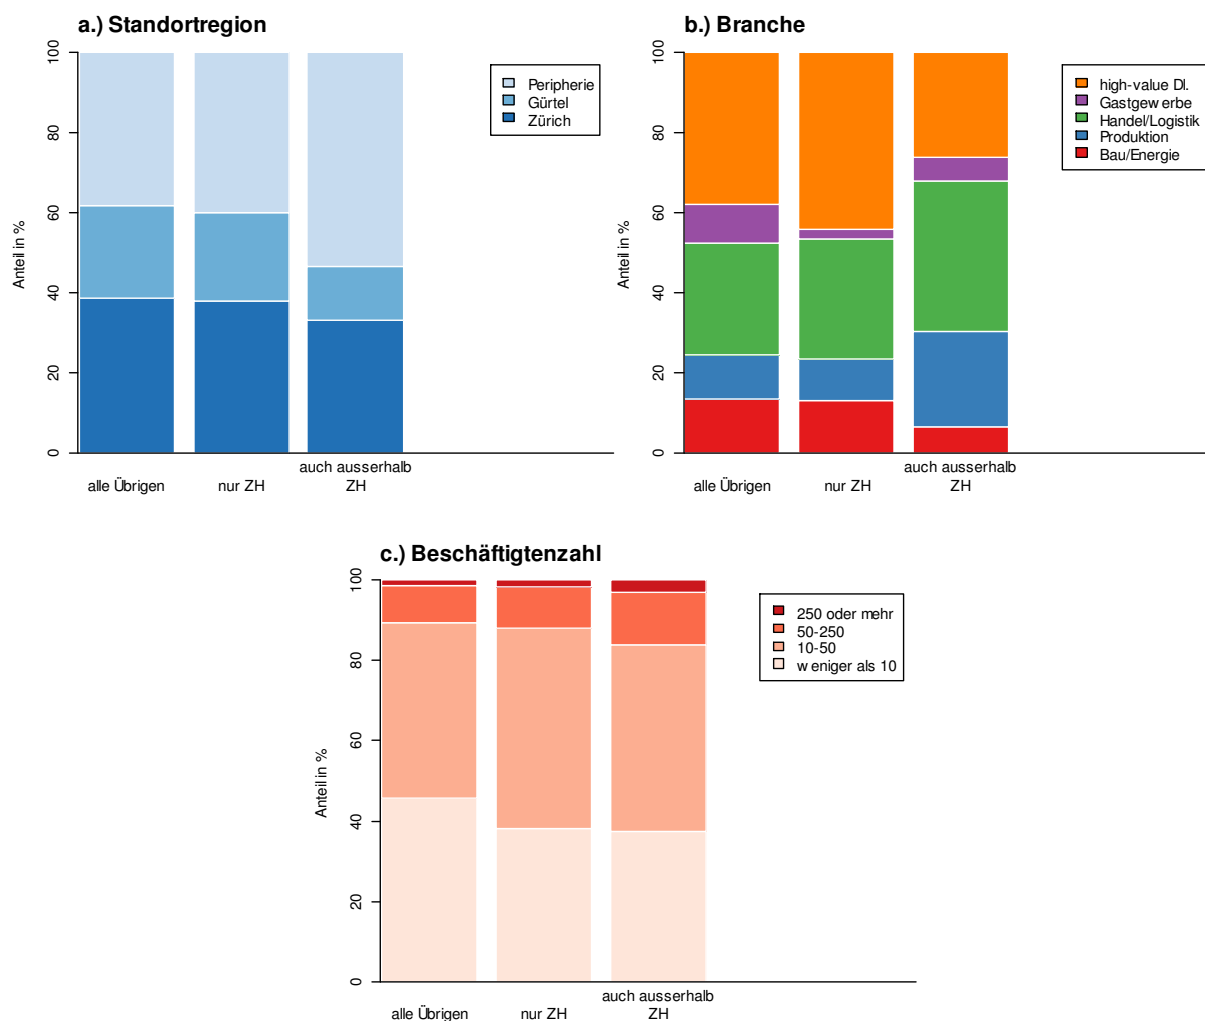 a.) Standortregion
Anteil in %
100
80
60
40
20
0
Peripherie
Gürtel
Zürich
alle Übrigen
nur ZH
auch ausserhalb
ZH
b.) Branche
Anteil in %
100
80
60
40
20
0
high-value Dl.
Gastgewerbe
Handel/Logistik
Produktion
Bau/Energie
alle Übrigen
nur ZH
auch ausserhalb
ZH
c.) Beschäftigtenzahl
Anteil in %
100
80
60
40
20
0
250 oder mehr
50-250
10-50
weniger als 10
alle Übrigen
nur ZH
auch ausserhalb
ZH